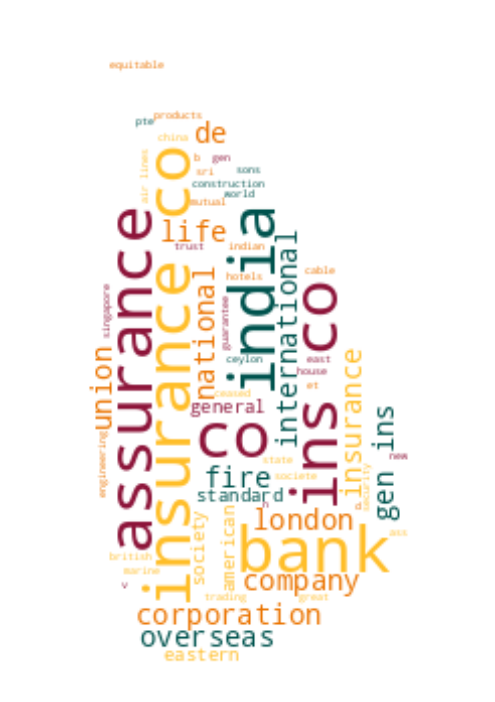 equitable
products
pte
de
china
b
gen
air lines
insurance co
sri
sons
construction
world
mutual
assurance
life
india
trust
indian
international
national
hotels
cable
ins co
singapore
guarantee
ceylon
east
house
union
insurance
et
ceased
general
co
gen ins
engineering
state
new
fire
societe
security
standard
h
a
society
american
london
bank
ass
british
company
marine
v
trading
great
corporation
overseas
eastern